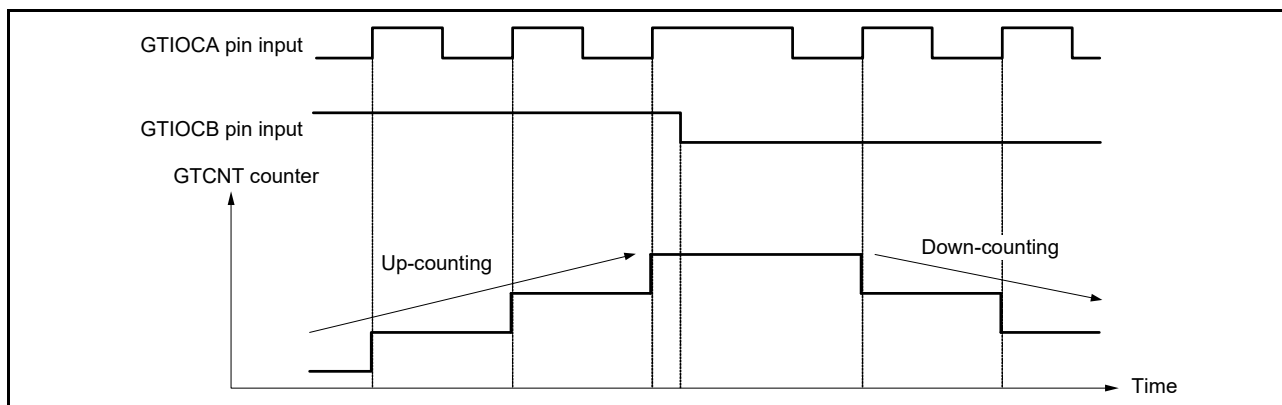 GTIOCA pin input
GTIOCB pin input
GTCNT counter
Up-counting
Down-counting
Time